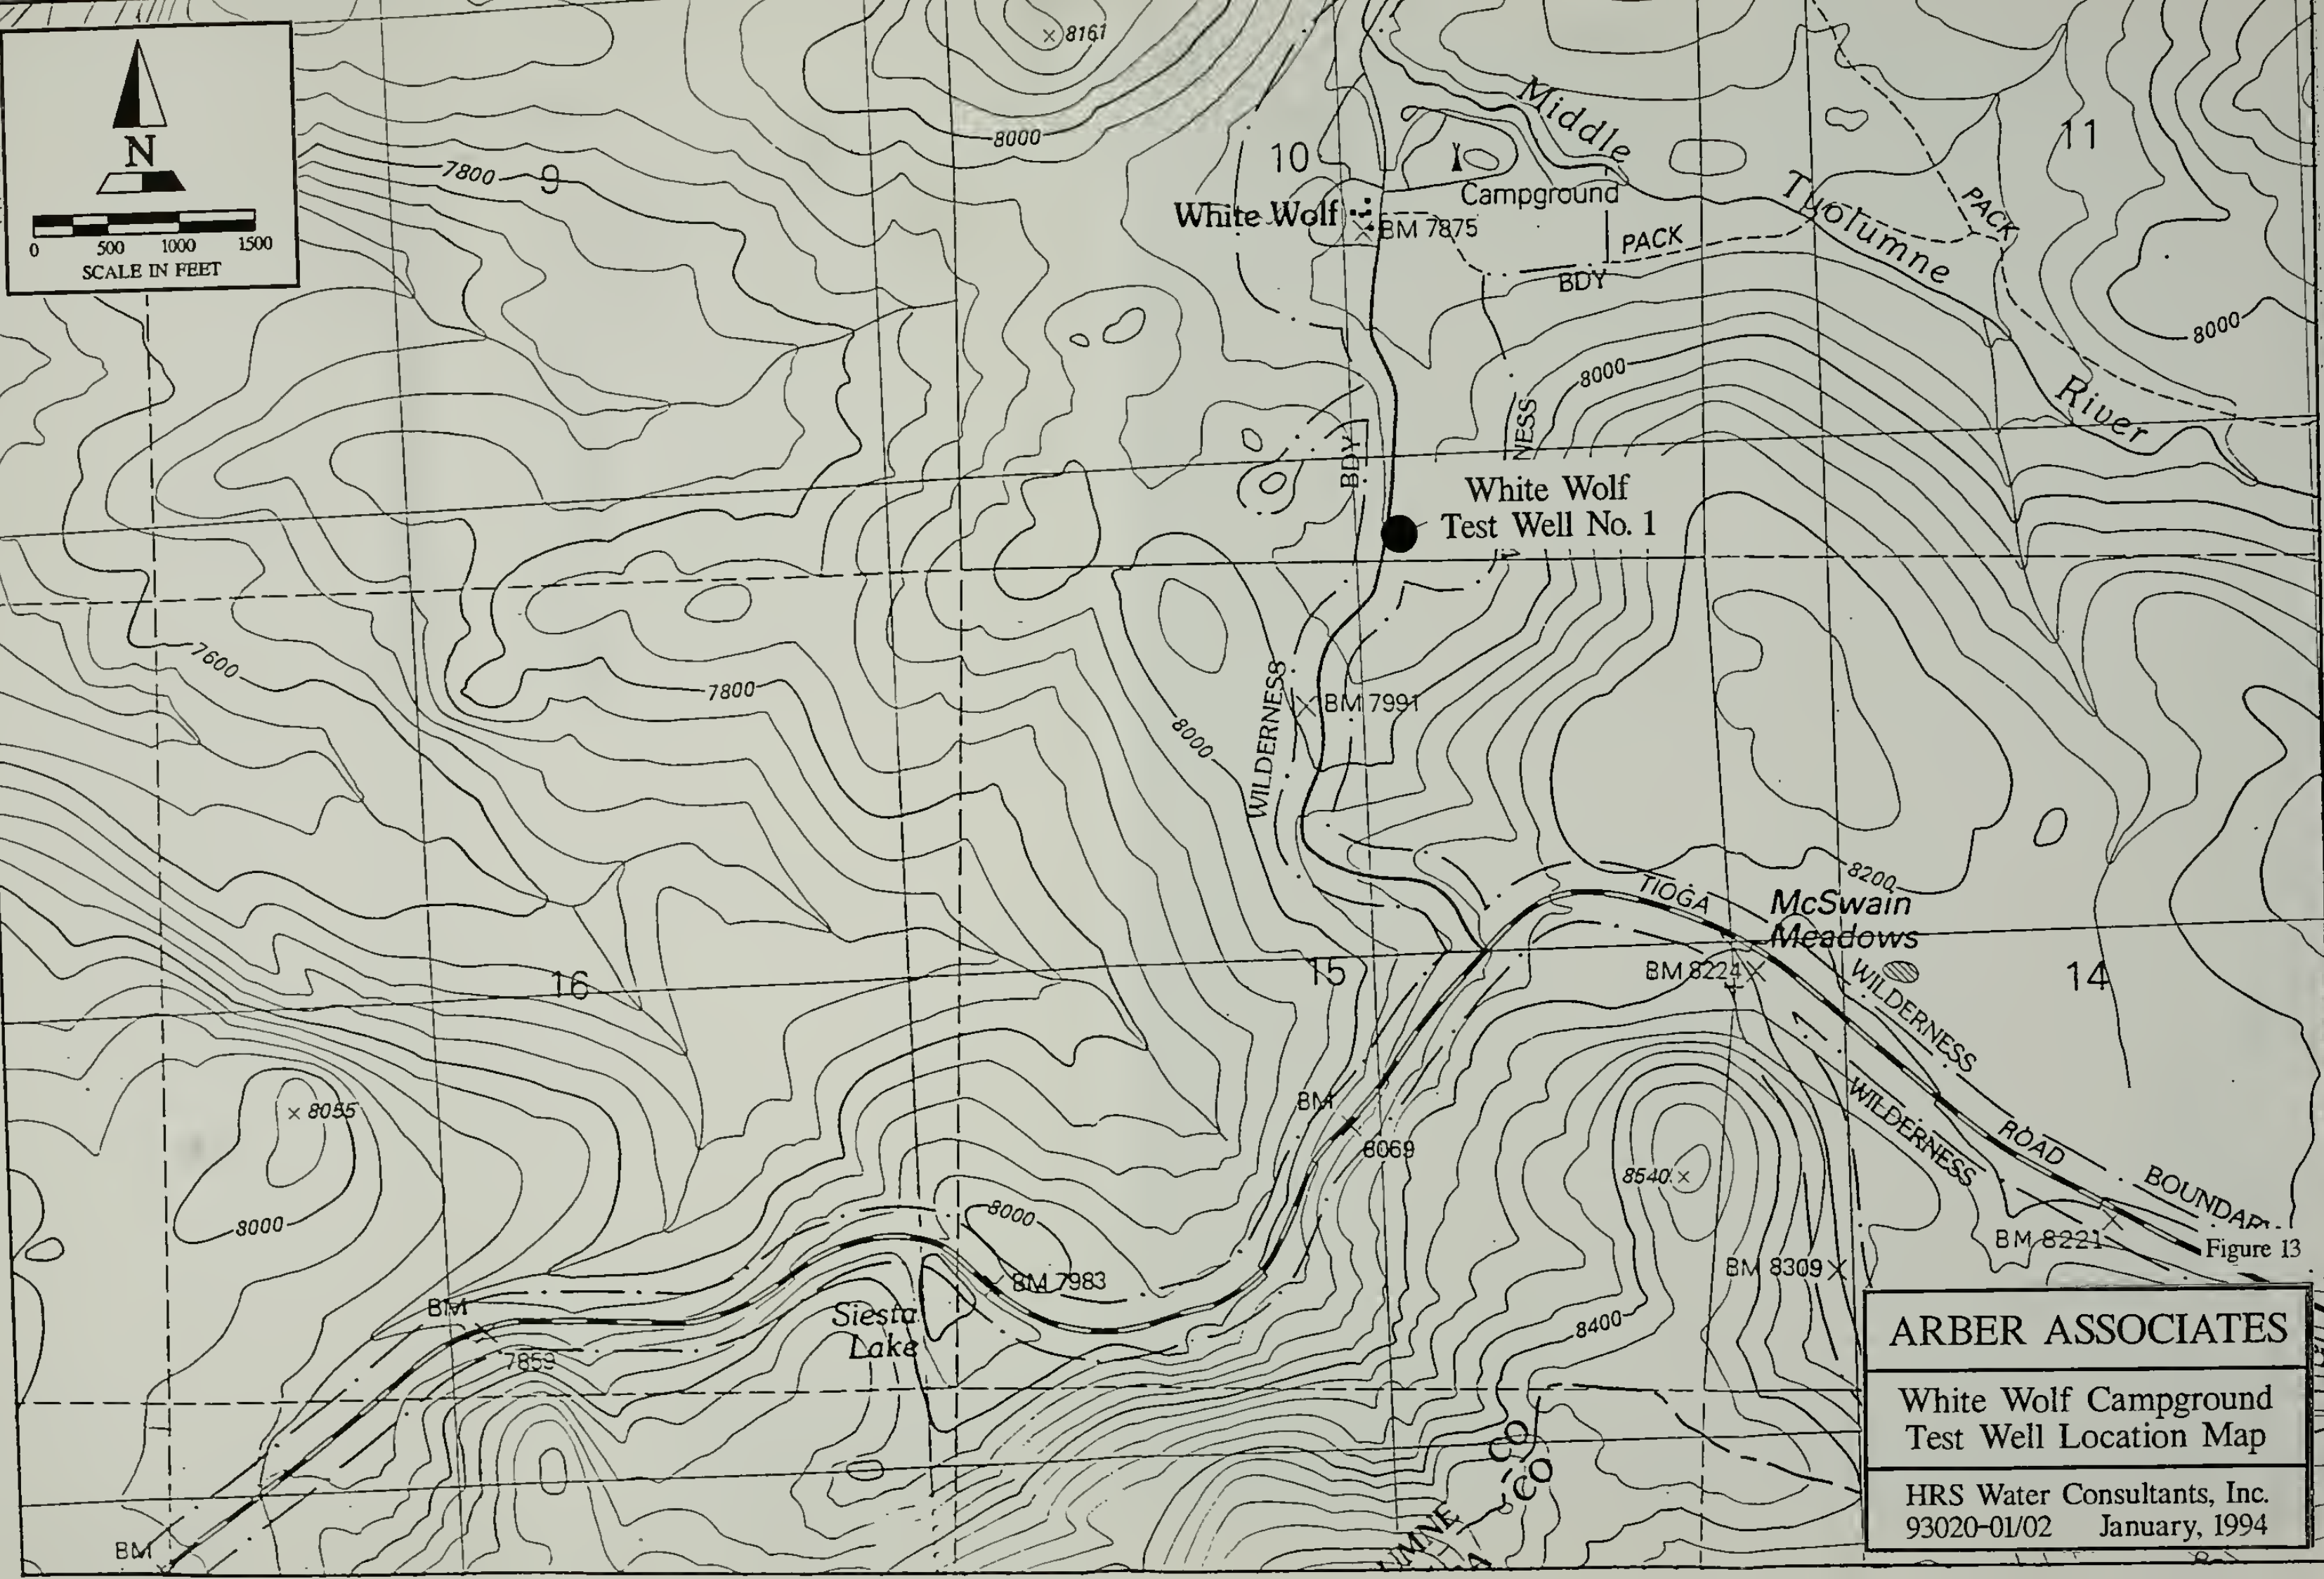 N
0 500 1000 1500
SCALE IN FEET
8161
8000
7800
9
10
11
Middle
Tuolumne
River
Campground
White Wolf
BM 7875
PACK
PACK
BDY
8000
8000
NESS
BDY
White Wolf
Test Well No. 1
7600
7800
8000
WILDERNESS
BM 7991
8200
TIOGA
McSwain
Meadows
BM 8224
WILDERNESS
16
15
14
8055
8000
BM
8069
WILDERNESS
ROAD
BOUNDAR
8540
8000
BM 7983
BM 8309
BM 8221
Figure 13
Siesta
Lake
BM
7859
8400
CO
CO
UMNE
A
BM
ARBER ASSOCIATES
White Wolf Campground
Test Well Location Map
HRS Water Consultants, Inc.
93020-01/02 January, 1994